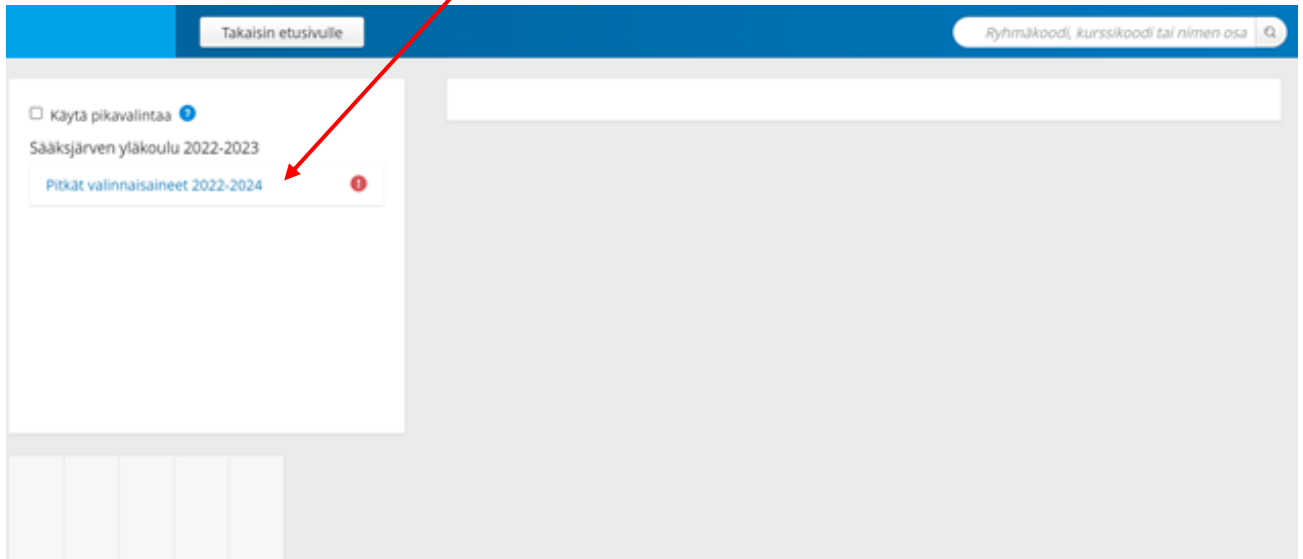 Takaisin etusivulle
Ryhmäkoodi, kurssikoodi tai nimen osa
Käytä pikavalintaa ?
Sääksjärven yläkoulu 2022-2023
Pitkät valinnaisaineet 2022-2024 !